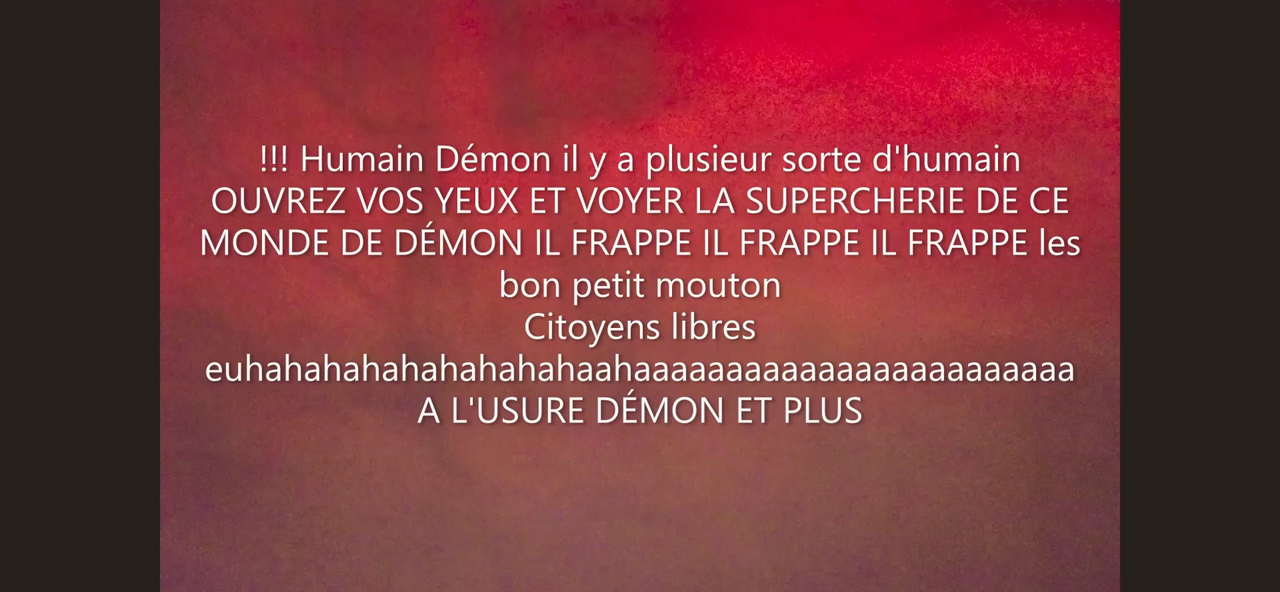 !!! Humain Démon il y a plusieur sorte d'humain
OUVREZ VOS YEUX ET VOYER LA SUPERCHERIE DE CE
MONDE DE DÉMON IL FRAPPE IL FRAPPE IL FRAPPE les
bon petit mouton
Citoyens libres
euhahahahahahahahahaahaaaaaaaaaaaaaaaaaaaaaaaa
A L'USURE DÉMON ET PLUS